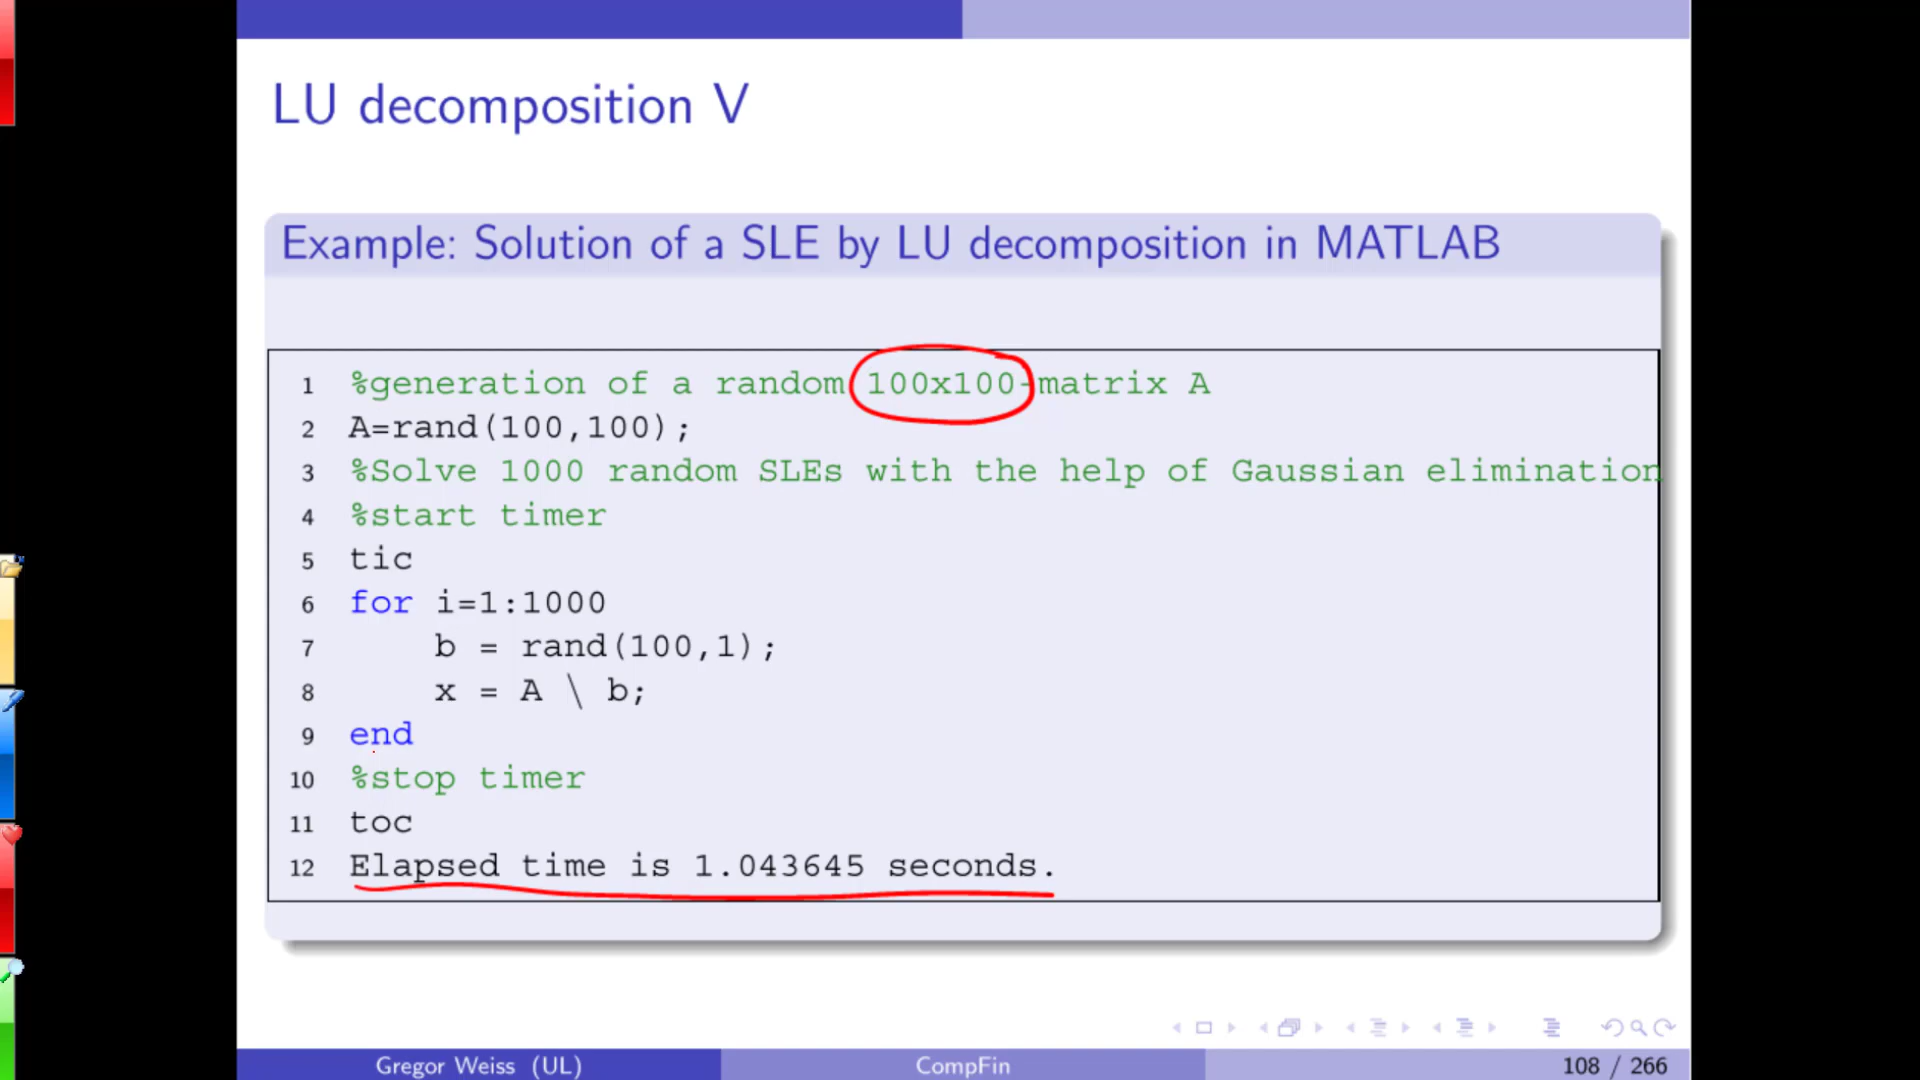 LU decomposition V
Example: Solution of a SLE by LU decomposition in MATLAB
1 %generation of a random 100x100-matrix A
2 A=rand(100,100);
3 %Solve 1000 random SLEs with the help of Gaussian elimination
4 %start timer
5 tic
6 for i=1:1000
7 b = rand(100,1);
8 x = A \ b;
9 end
10 %stop timer
11 toc
12 Elapsed time is 1.043645 seconds.
Gregor Weiss (UL) CompFin 108 / 266